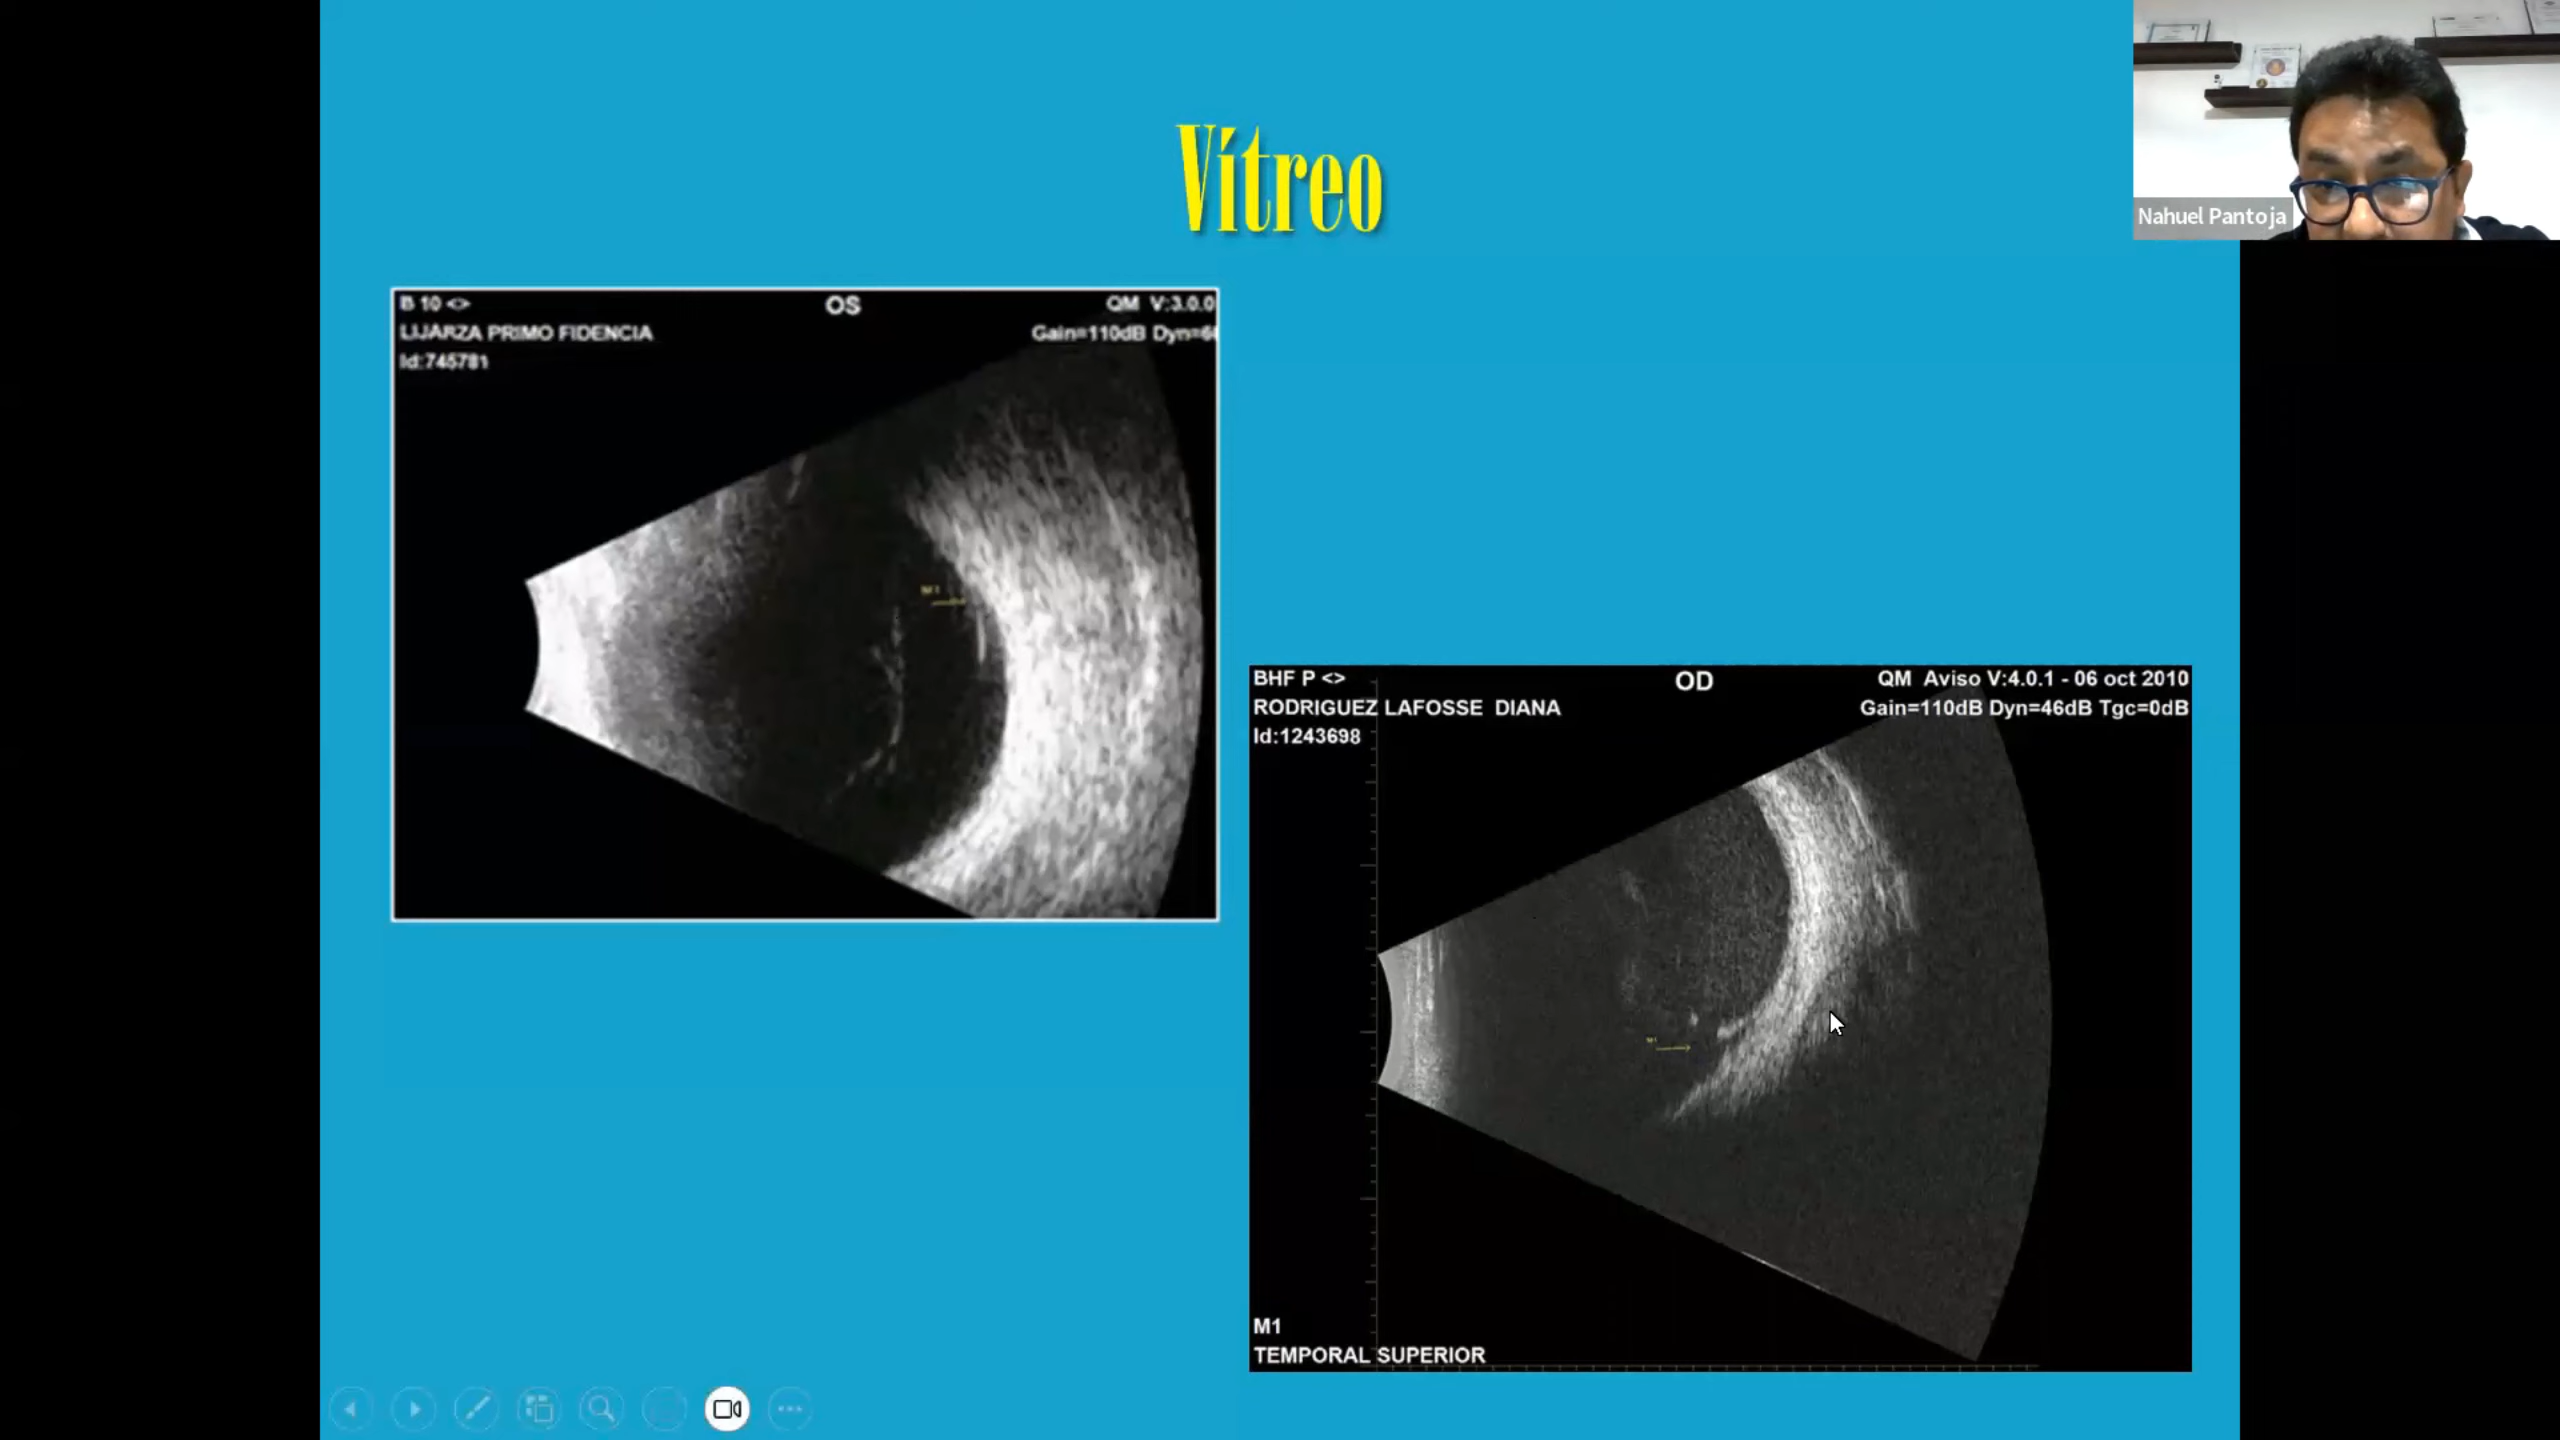 Vítreo
Nahuel Pantoja
B 10 <>
OS
QM V:3.0.0
LIJARZA PRIMO FIDENCIA
Gain=110dB
Id:745781
M1
BHF P <>
OD
QM Aviso V:4.0.1 - 06 oct 2010
RODRIGUEZ LAFOSSE DIANA
Gain=110dB Dyn=46dB Tgc=0dB
Id:1243698
M1
M1
TEMPORAL SUPERIOR